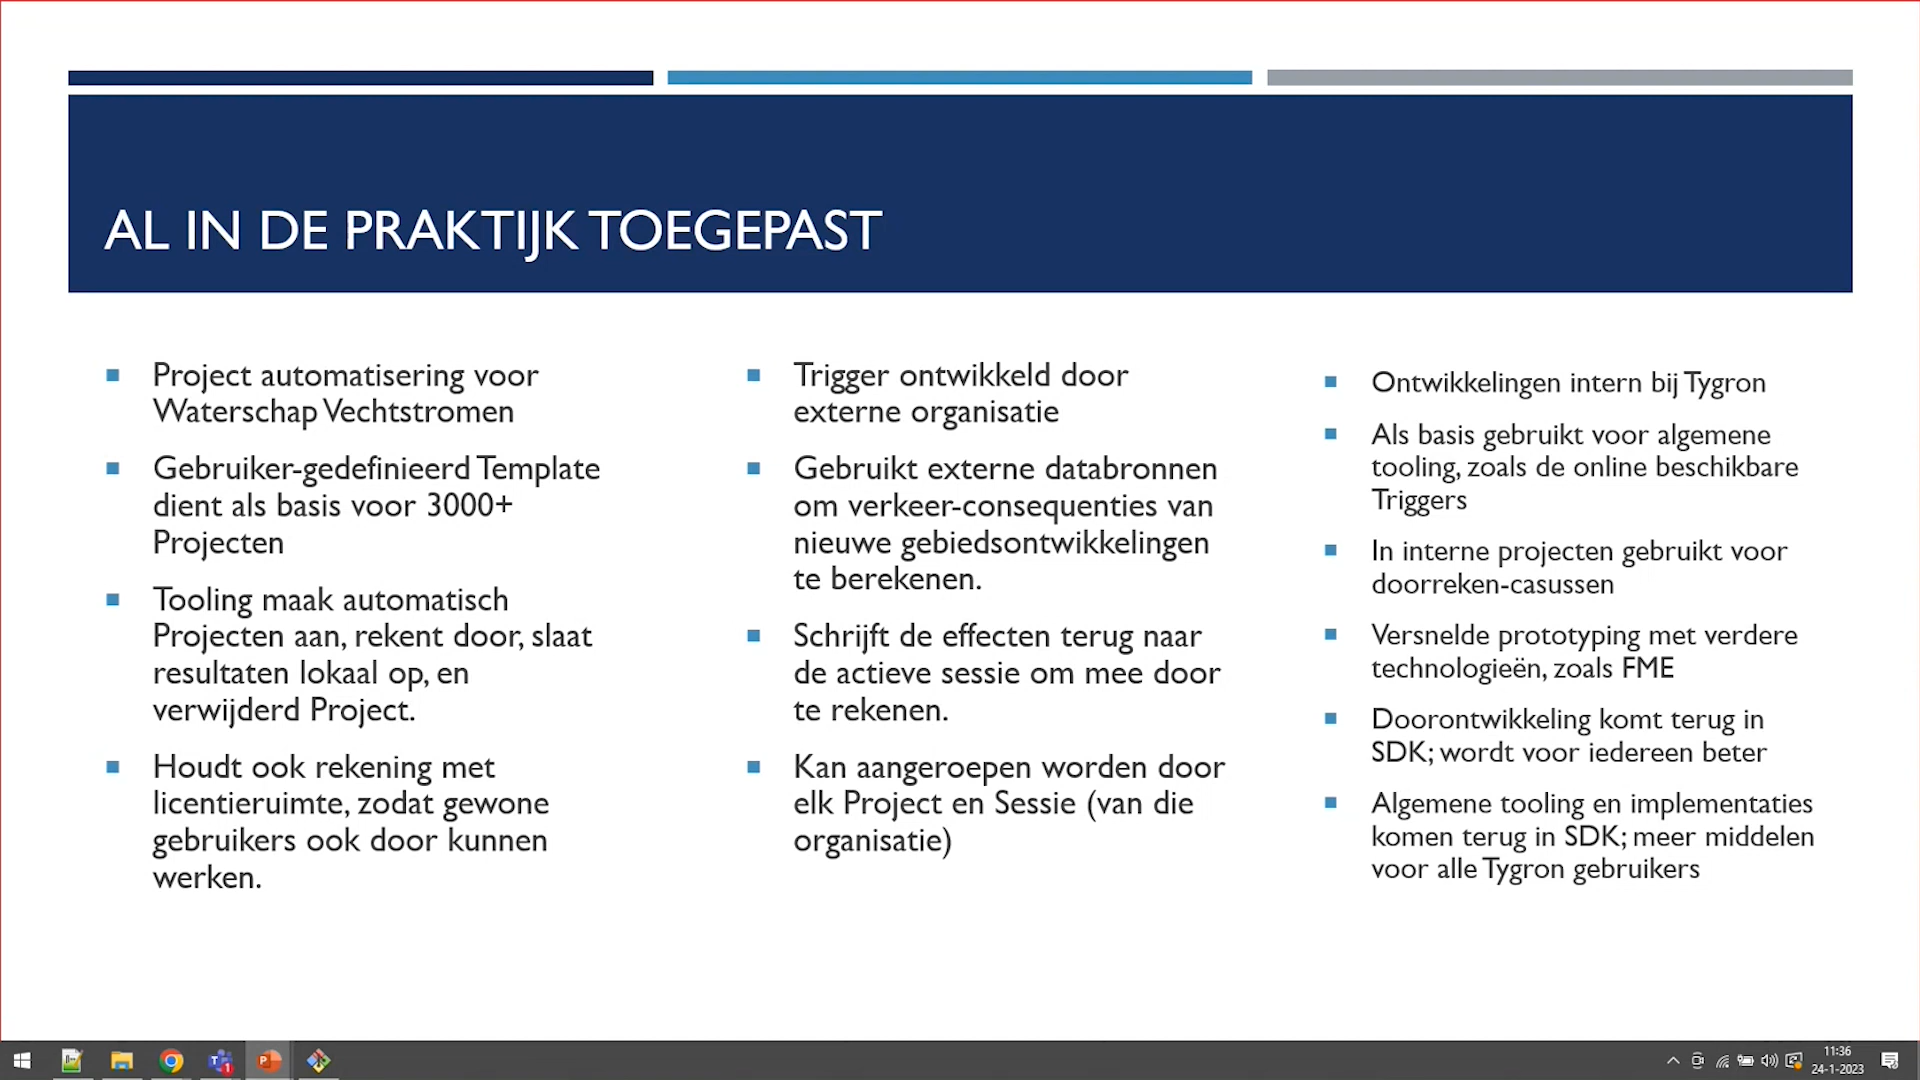 AL IN DE PRAKTIJK TOEGEPAST
Project automatisering voor
Waterschap Vechtstromen
Gebruiker-gedefinieerd Template
dient als basis voor 3000+
Projecten
Tooling maak automatisch
Projecten aan, rekent door, slaat
resultaten lokaal op, en
verwijderd Project.
Houdt ook rekening met
licentieruimte, zodat gewone
gebruikers ook door kunnen
werken.
Trigger ontwikkeld door
externe organisatie
Gebruikt externe databronnen
om verkeer-consequenties van
nieuwe gebiedsontwikkelingen
te berekenen.
Schrijft de effecten terug naar
de actieve sessie om mee door
te rekenen.
Kan aangeroepen worden door
elk Project en Sessie (van die
organisatie)
Ontwikkelingen intern bij Tygron
Als basis gebruikt voor algemene
tooling, zoals de online beschikbare
Triggers
In interne projecten gebruikt voor
doorreken-casussen
Versnelde prototyping met verdere
technologieën, zoals FME
Doorontwikkeling komt terug in
SDK; wordt voor iedereen beter
Algemene tooling en implementaties
komen terug in SDK; meer middelen
voor alle Tygron gebruikers
11:36
24-1-2023